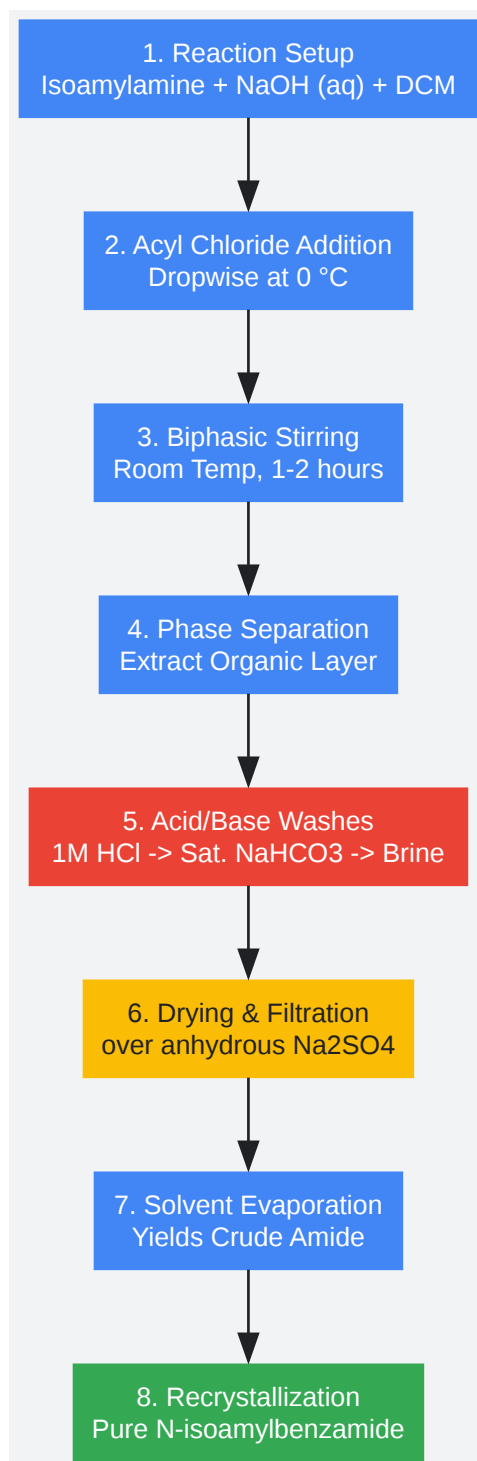 1. Reaction Setup
Isoamylamine + NaOH (aq) + DCM
2. Acyl Chloride Addition
Dropwise at 0 °C
3. Biphasic Stirring
Room Temp, 1-2 hours
4. Phase Separation
Extract Organic Layer
5. Acid/Base Washes
1M HCl -> Sat. NaHCO3 -> Brine
6. Drying & Filtration
over anhydrous Na2SO4
7. Solvent Evaporation
Yields Crude Amide
8. Recrystallization
Pure N-isoamylbenzamide